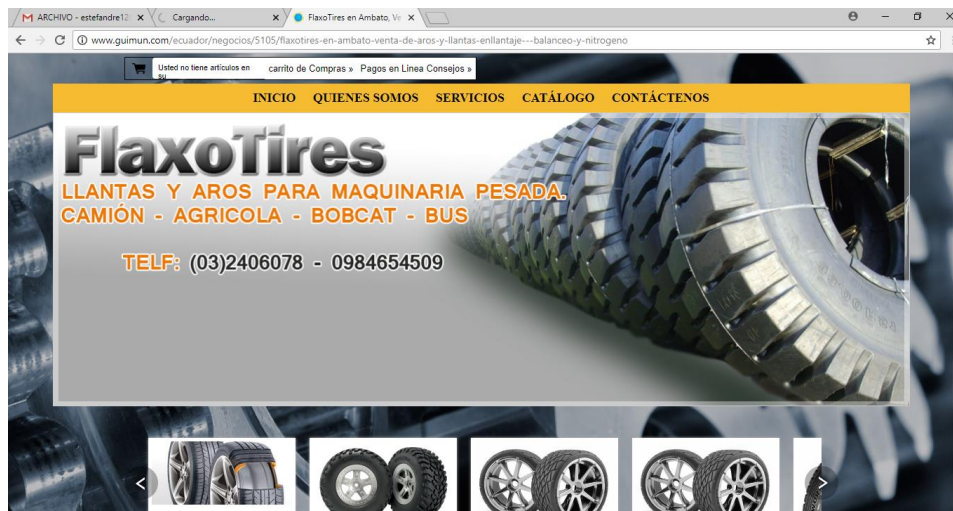 ARCHIVO - estefandre12
Cargando...
FlaxoTires en Ambato, Ve
www.guimun.com/ecuador/negocios/5105/flaxotires-en-ambato-venta-de-aros-y-llantas-enllantaje---balanceo-y-nitrogeno
Usted no tiene artículos en
su
carrito de Compras » Pagos en Linea Consejos »
INICIO QUIENES SOMOS SERVICIOS CATÁLOGO CONTÁCTENOS
FlaxoTires
LLANTAS Y AROS PARA MAQUINARIA PESADA.
CAMIÓN - AGRICOLA - BOBCAT - BUS
TELF: (03)2406078 - 0984654509